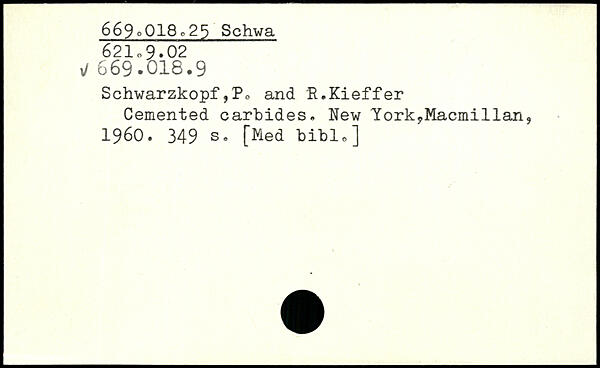 669.018.25 Schwa
621.9.02
✓ 669.018.9
Schwarzkopf,P. and R.Kieffer
Cemented carbides. New York,Macmillan,
1960. 349 s. [Med bibl.]